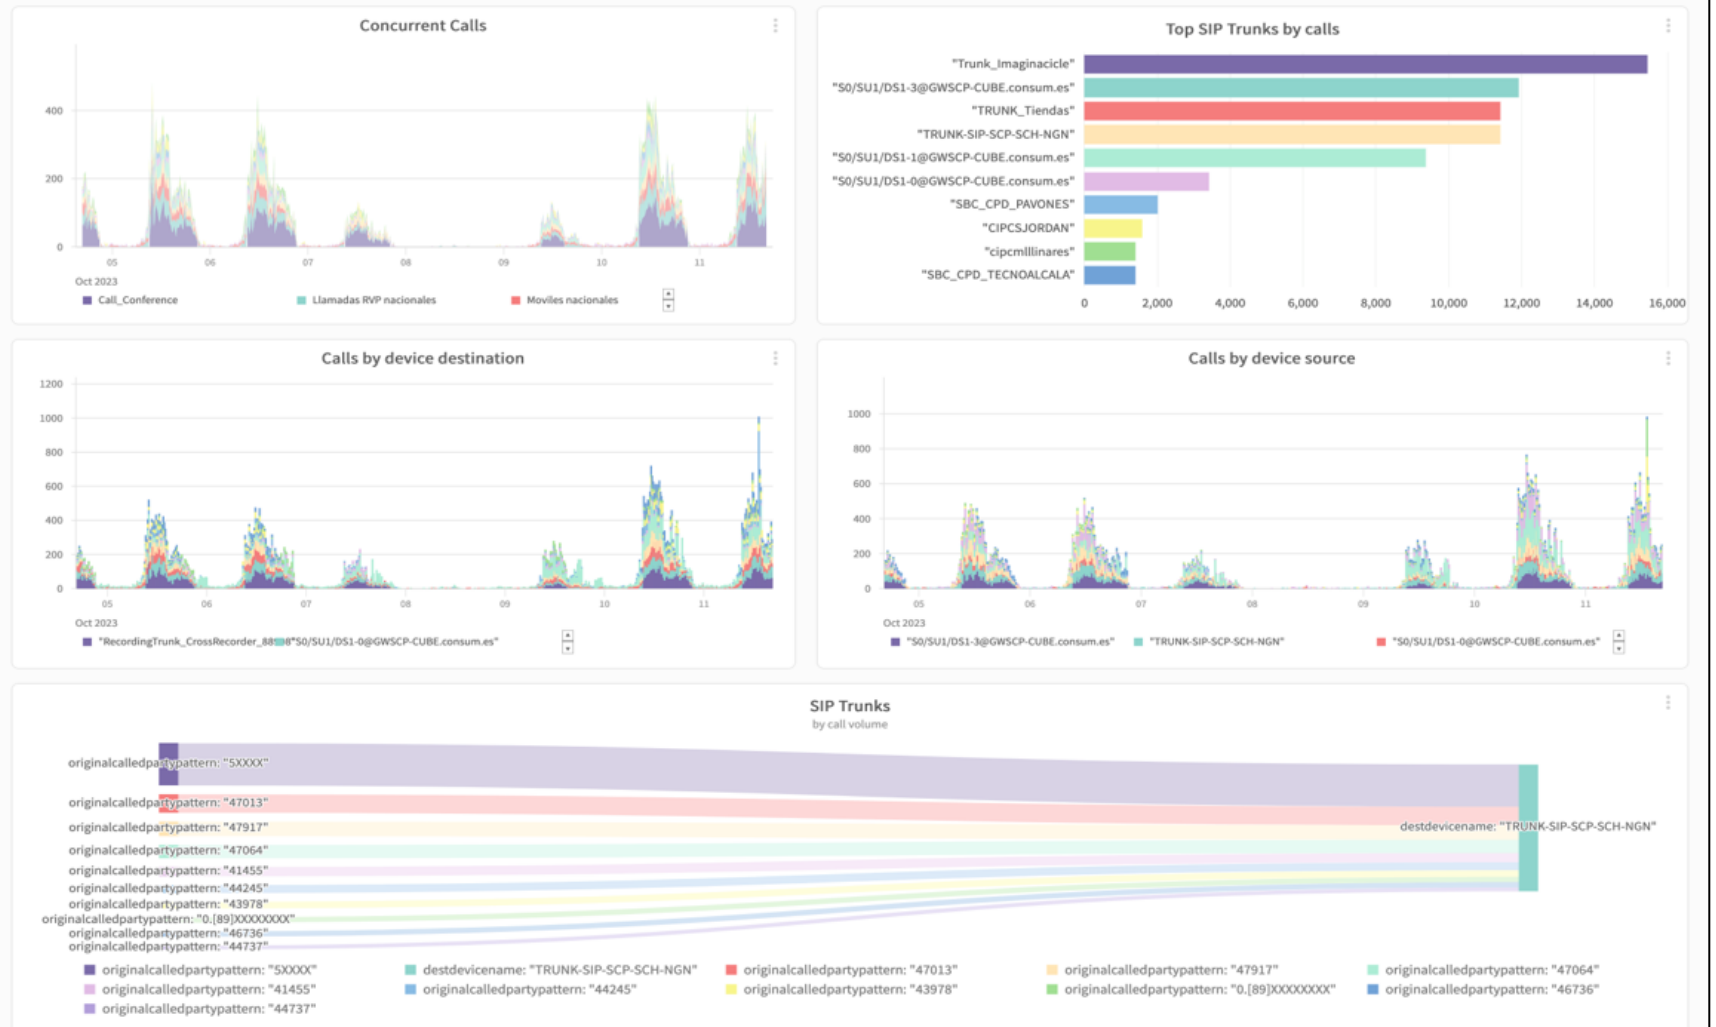 Concurrent Calls
400
200
0
05 06 07 08 09 10 11
Oct 2023
Call_Conference Llamadas RVP nacionales Moviles nacionales
Top SIP Trunks by calls
"Trunk_Imaginacicle"
"S0/SU1/DS1-3@GWSCP-CUBE.consum.es"
"TRUNK_Tiendas"
"TRUNK-SIP-SCP-SCH-NGN"
"S0/SU1/DS1-1@GWSCP-CUBE.consum.es"
"S0/SU1/DS1-0@GWSCP-CUBE.consum.es"
"SBC_CPD_PAVONES"
"CIPCSJORDAN"
"cipcmlllinares"
"SBC_CPD_TECNOALCALA"
0 2,000 4,000 6,000 8,000 10,000 12,000 14,000 16,000
Calls by device destination
1200
1000
800
600
400
200
0
05 06 07 08 09 10 11
Oct 2023
"RecordingTrunk_CrossRecorder_ "S0/SU1/DS1-0@GWSCP-CUBE.consum.es"
Calls by device source
1000
800
600
400
200
0
05 06 07 08 09 10 11
Oct 2023
"S0/SU1/DS1-3@GWSCP-CUBE.consum.es" "TRUNK-SIP-SCP-SCH-NGN" "S0/SU1/DS1-0@GWSCP-CUBE.consum.es"
SIP Trunks
by call volume
originalcalledpartypattern: "5XXXX"
originalcalledpartypattern: "47013"
originalcalledpartypattern: "47917"
originalcalledpartypattern: "47064"
originalcalledpartypattern: "41455"
originalcalledpartypattern: "44245"
originalcalledpartypattern: "43978"
originalcalledpartypattern: "0.[89]XXXXXXXX"
originalcalledpartypattern: "46736"
originalcalledpartypattern: "44737"
destdevicename: "TRUNK-SIP-SCP-SCH-NGN"
originalcalledpartypattern: "5XXXX" destdevicename: "TRUNK-SIP-SCP-SCH-NGN" originalcalledpartypattern: "47013" originalcalledpartypattern: "47917" originalcalledpartypattern: "47064"
originalcalledpartypattern: "41455" originalcalledpartypattern: "44245" originalcalledpartypattern: "43978" originalcalledpartypattern: "0.[89]XXXXXXXX" originalcalledpartypattern: "46736"
originalcalledpartypattern: "44737"